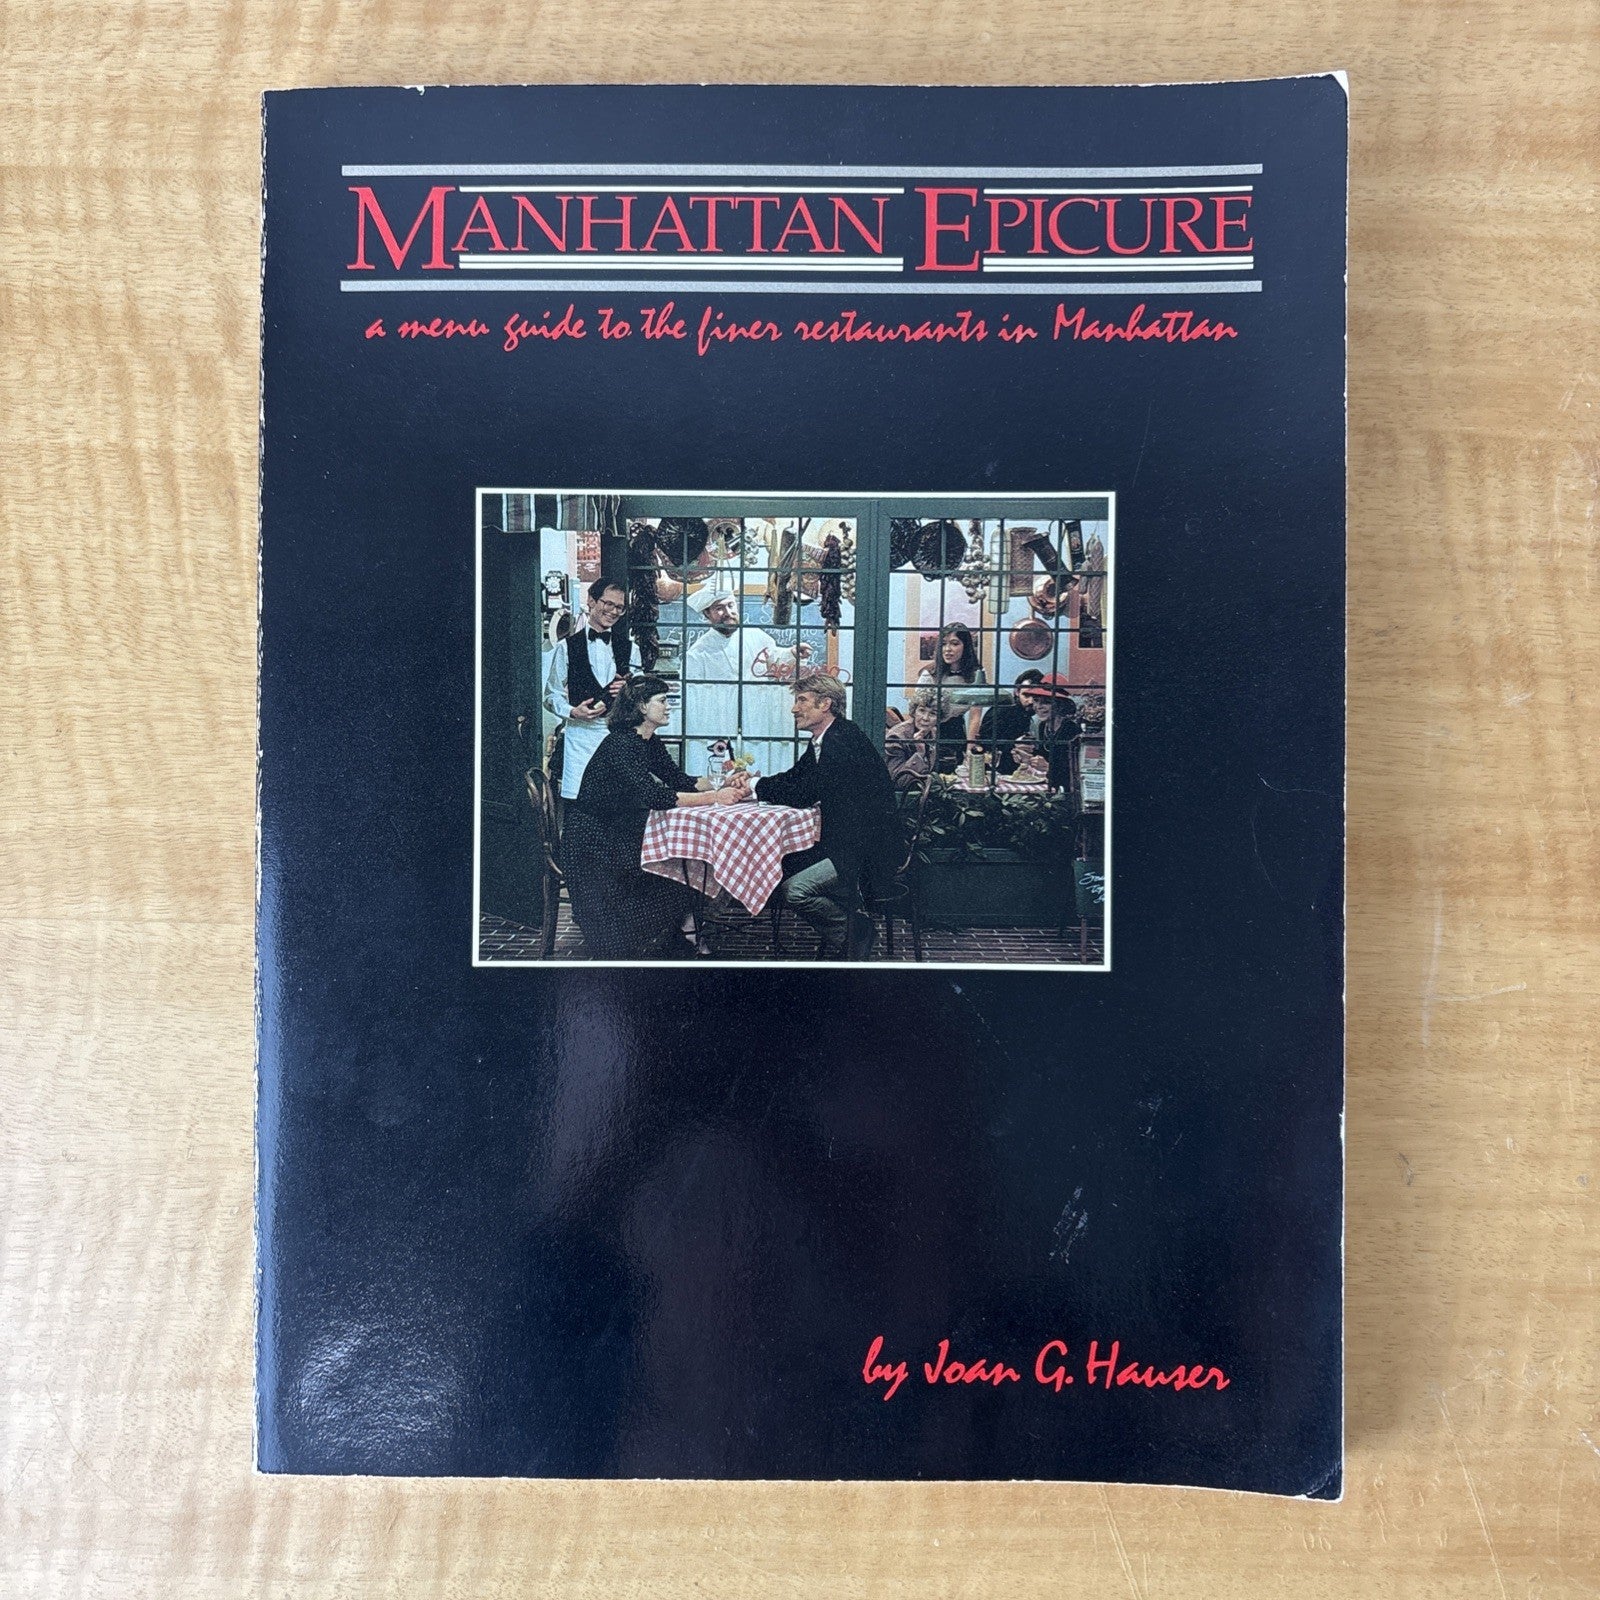 MANHATTAN EPICURE
a menu guide to the finer restaurants in Manhattan
by Joan G. Hauser